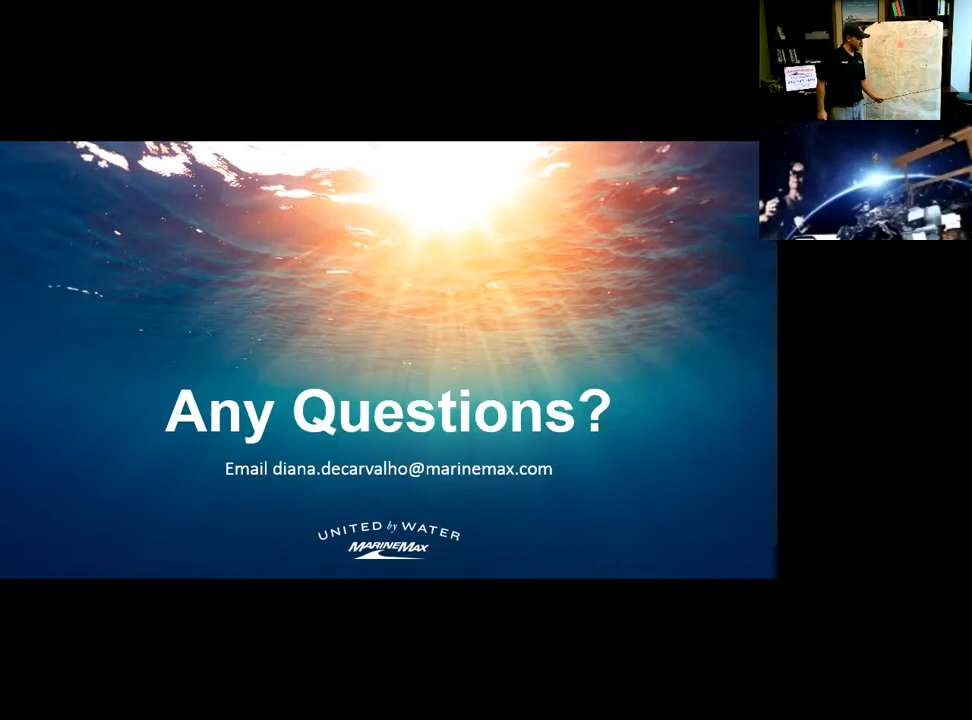 Any Questions?
Email diana.decarvalho@marinemax.com
UNITED by WATER
MARINEMAX